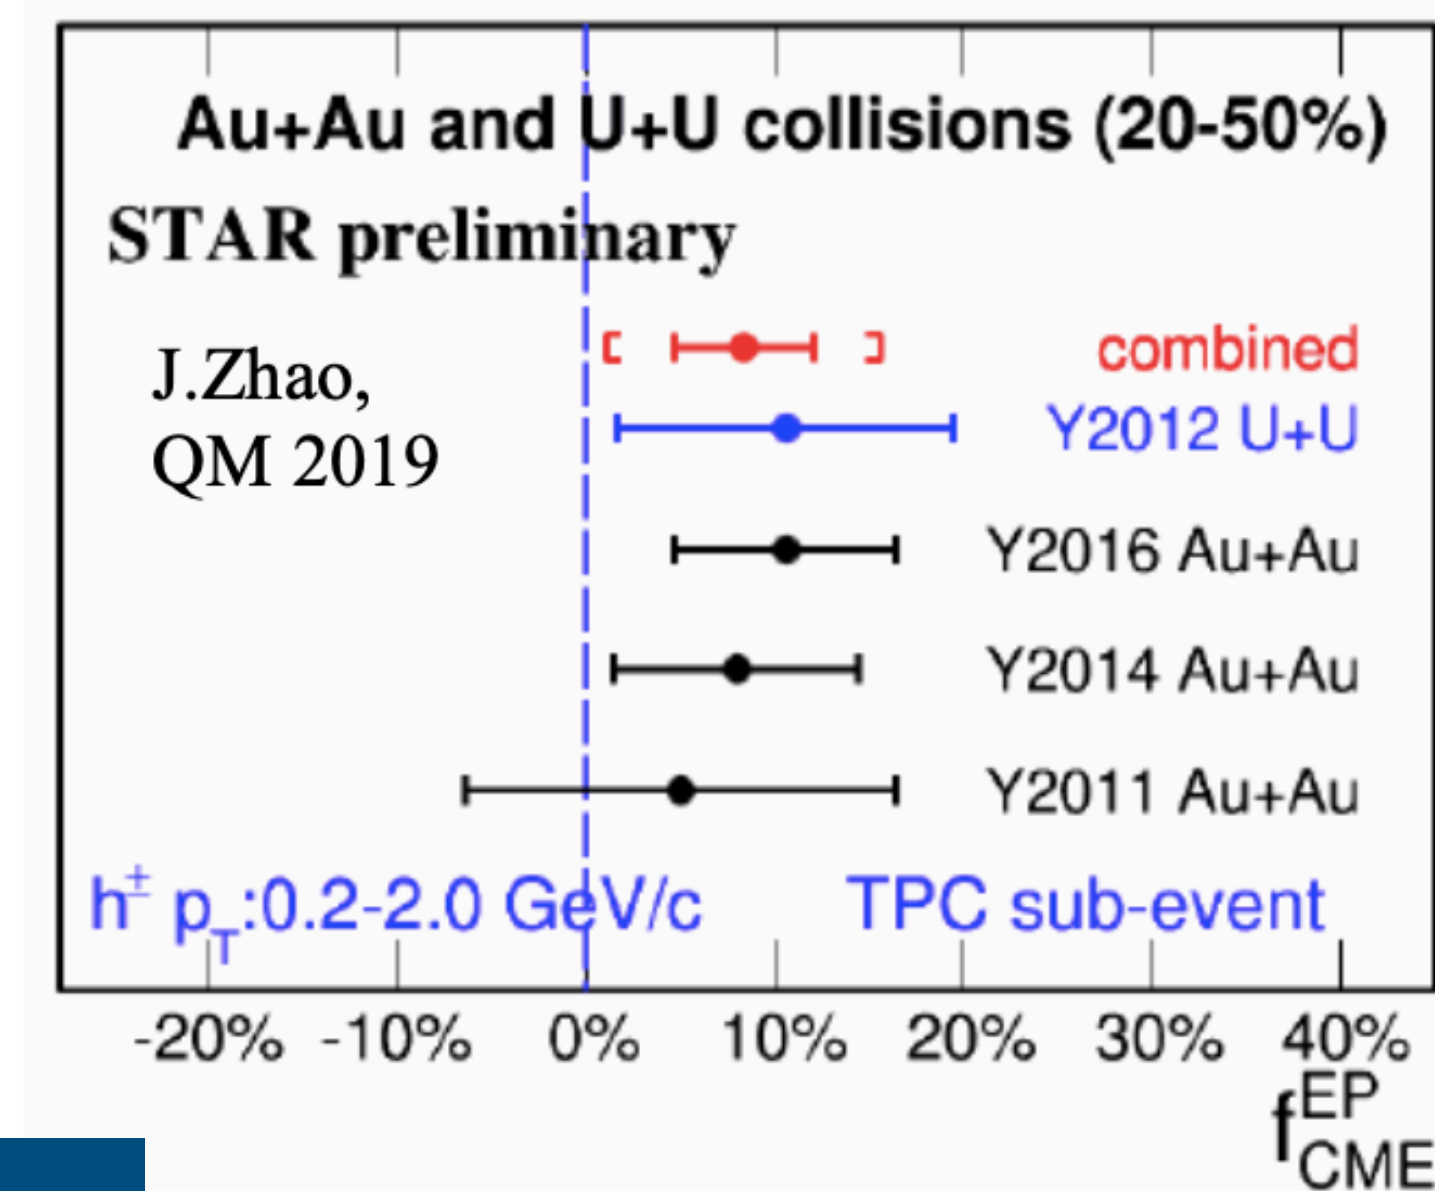 Au+Au and U+U collisions (20-50%)
STAR preliminary
J.Zhao,
QM 2019
combined
Y2012 U+U
Y2016 Au+Au
Y2014 Au+Au
Y2011 Au+Au
h± pT:0.2-2.0 GeV/c TPC sub-event
-20% -10% 0% 10% 20% 30% 40%
f EP CME